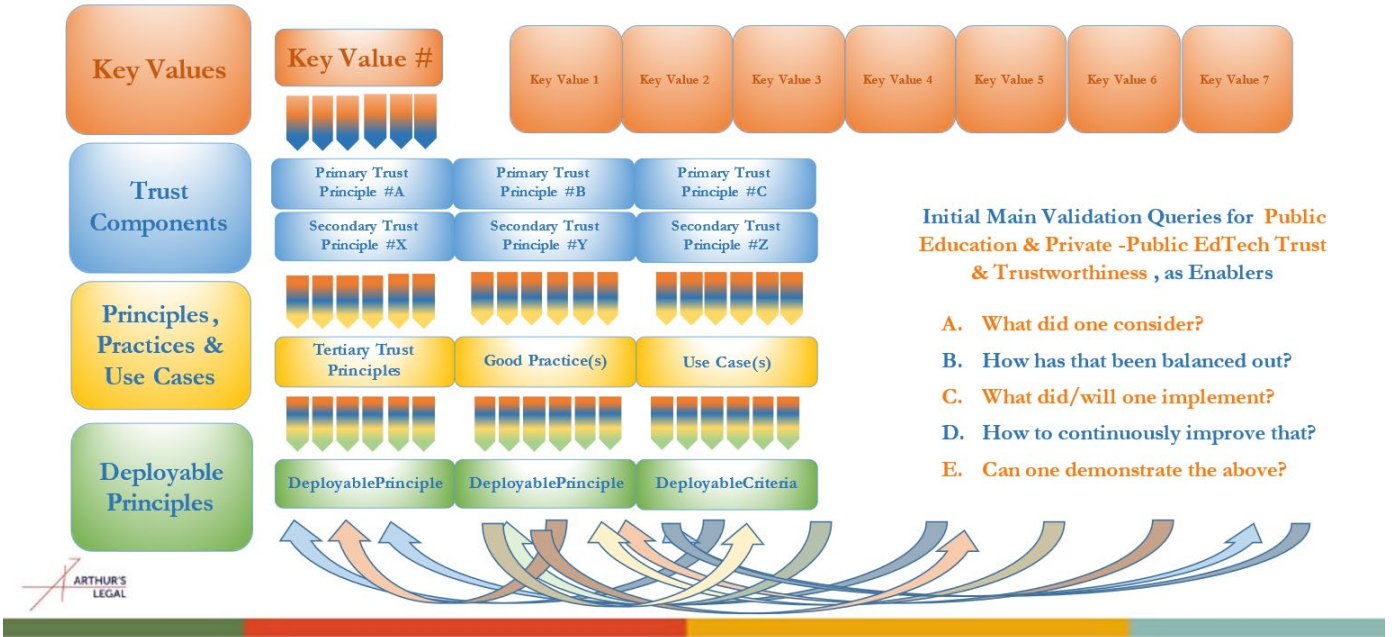 Key Values
Key Value #
Key Value 1
Key Value 2
Key Value 3
Key Value 4
Key Value 5
Key Value 6
Key Value 7
Trust
Components
Primary Trust
Principle #A
Primary Trust
Principle #B
Primary Trust
Principle #C
Secondary Trust
Principle #X
Secondary Trust
Principle #Y
Secondary Trust
Principle #Z
Principles,
Practices &
Use Cases
Tertiary Trust
Principles
Good Practice(s)
Use Case(s)
Deployable
Principles
DeployablePrinciple
DeployablePrinciple
DeployableCriteria
Initial Main Validation Queries for Public
Education & Private -Public EdTech Trust
& Trustworthiness , as Enablers
A. What did one consider?
B. How has that been balanced out?
C. What did/will one implement?
D. How to continuously improve that?
E. Can one demonstrate the above?
ARTHUR'S
LEGAL